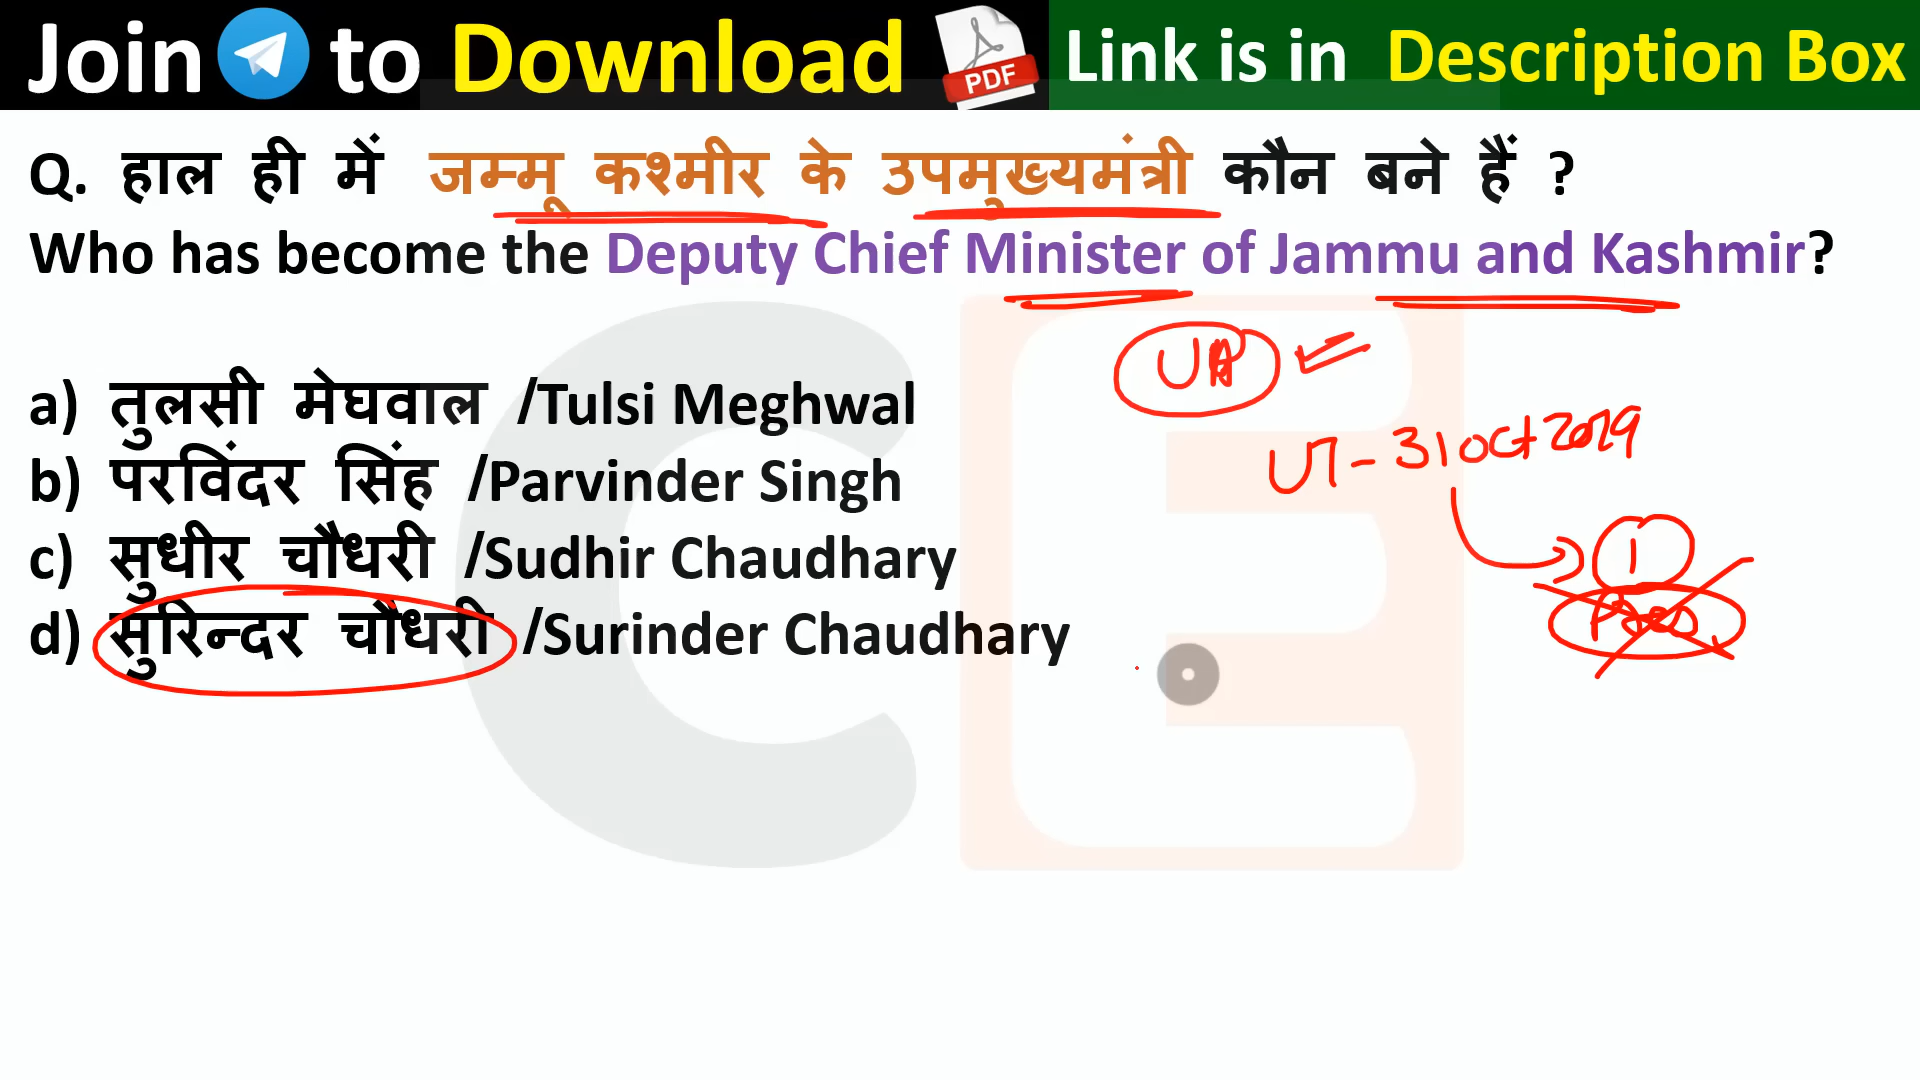 Join to Download PDF Link is in Description Box
Q. हाल ही में जम्मू कश्मीर के उपमुख्यमंत्री कौन बने हैं ?
Who has become the Deputy Chief Minister of Jammu and Kashmir?
a) तुलसी मेघवाल /Tulsi Meghwal
b) परविंदर सिंह /Parvinder Singh
c) सुधीर चौधरी /Sudhir Chaudhary
d) सुरिन्दर चौधरी /Surinder Chaudhary
UT - 31 oct 2019
1
CE